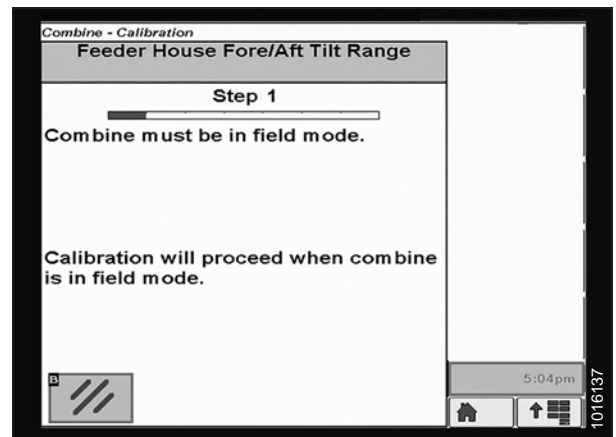 Combine - Calibration
Feeder House Fore/Aft Tilt Range
Step 1
Combine must be in field mode.
Calibration will proceed when combine
is in field mode.
B
5:04pm
1016137